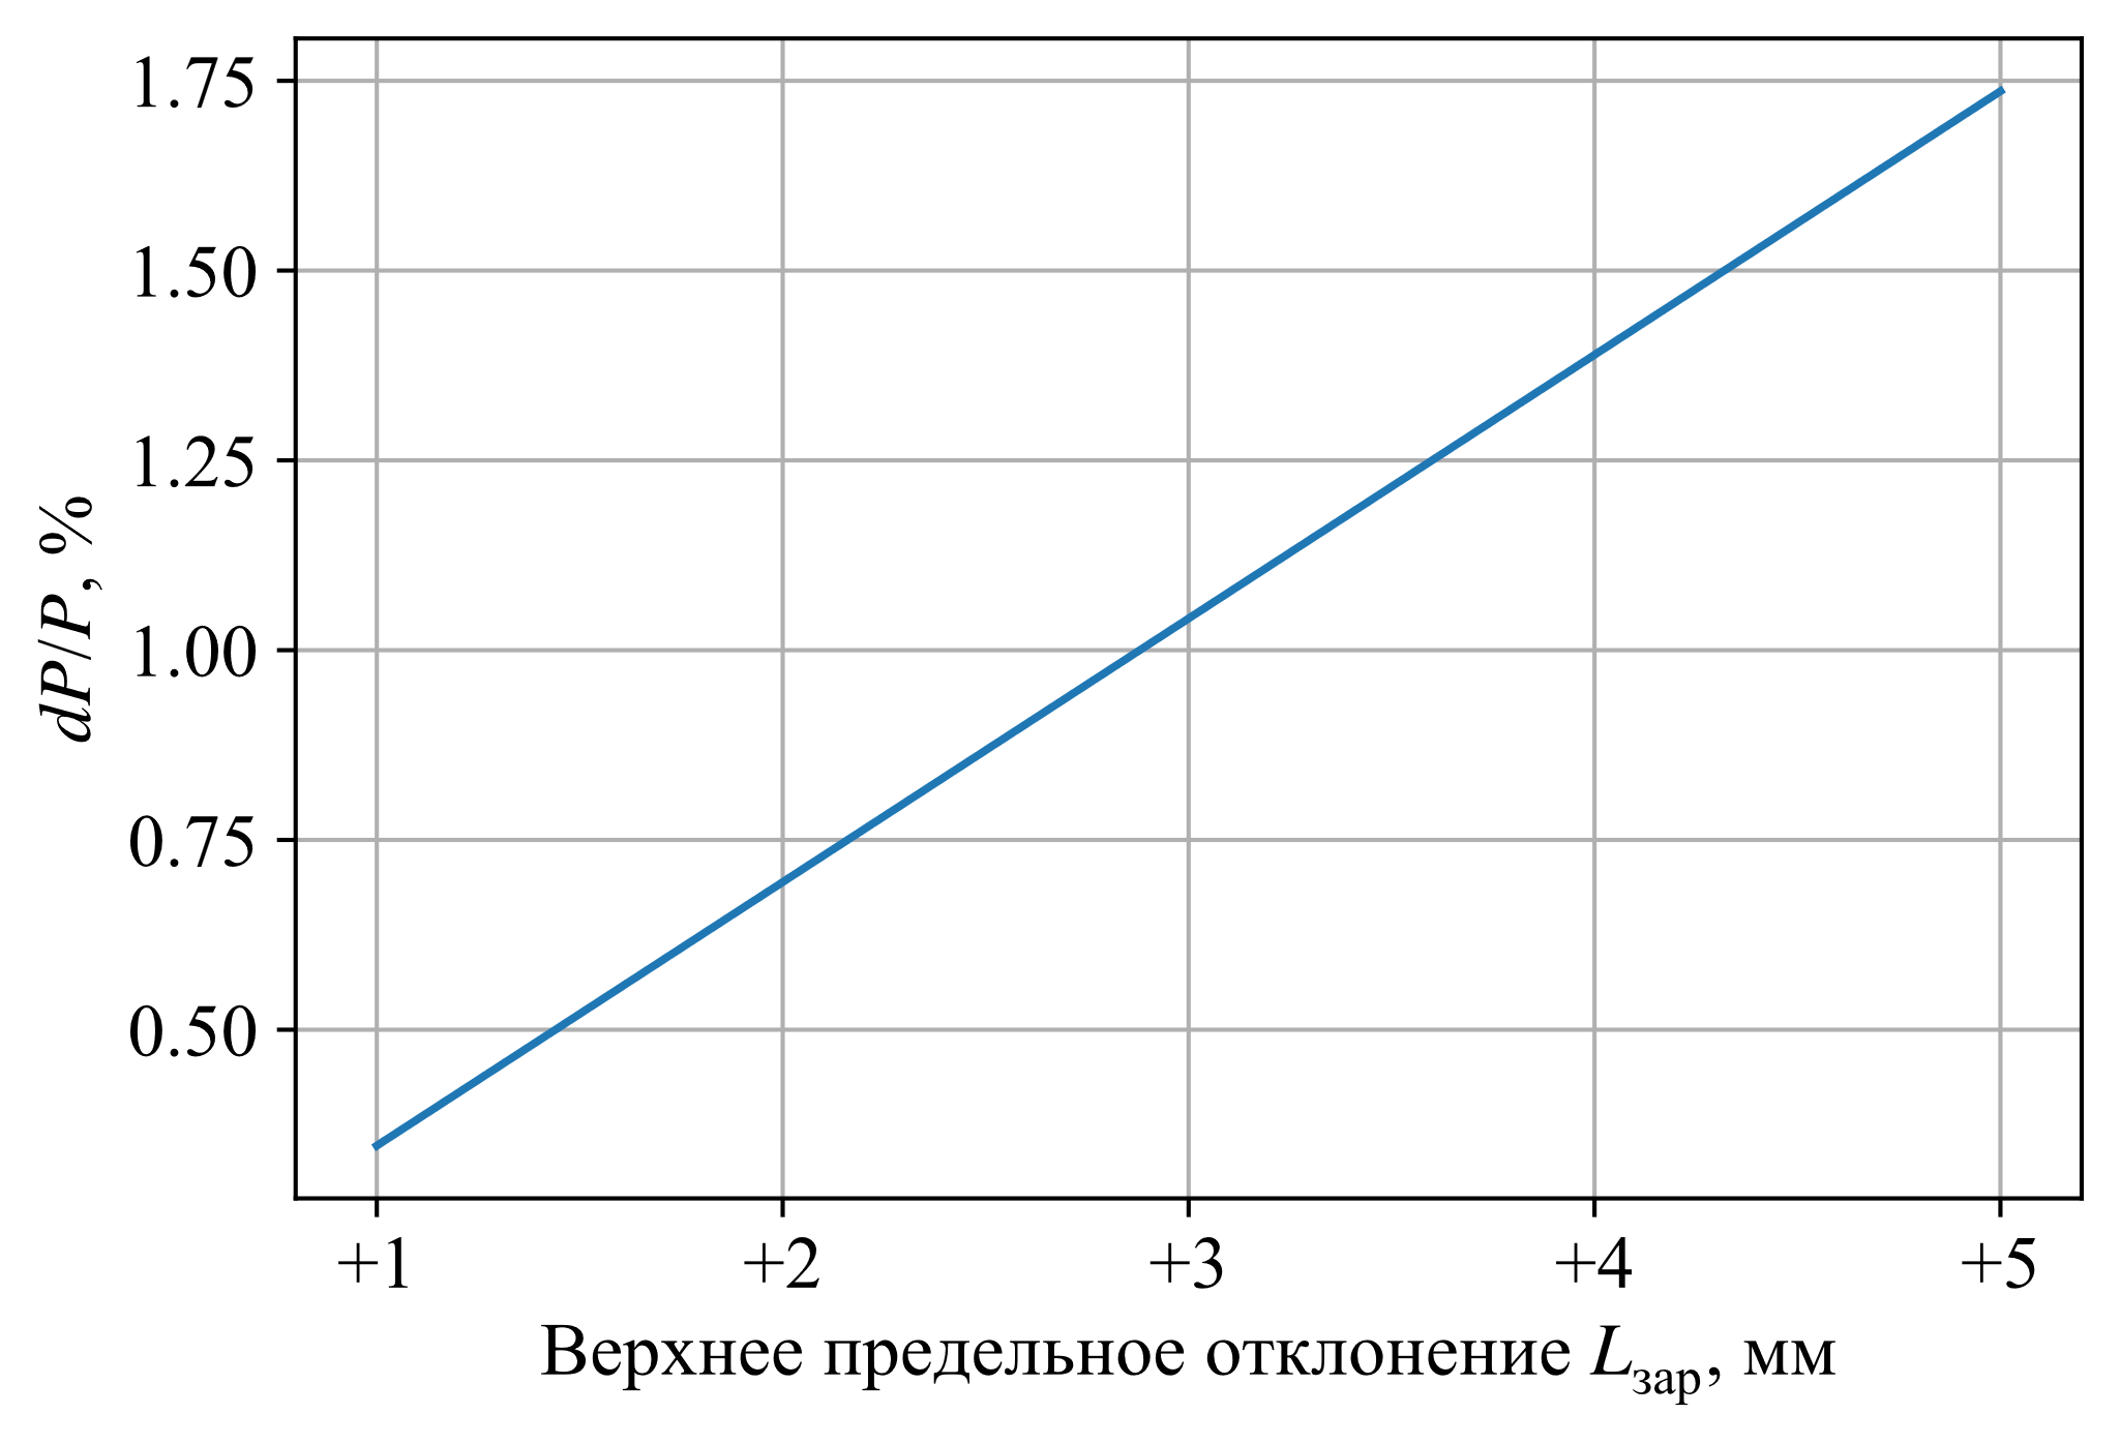 1.75
1.50
1.25
1.00
0.75
0.50
dP/P, %
+1 +2 +3 +4 +5
Верхнее предельное отклонение Lзар, мм